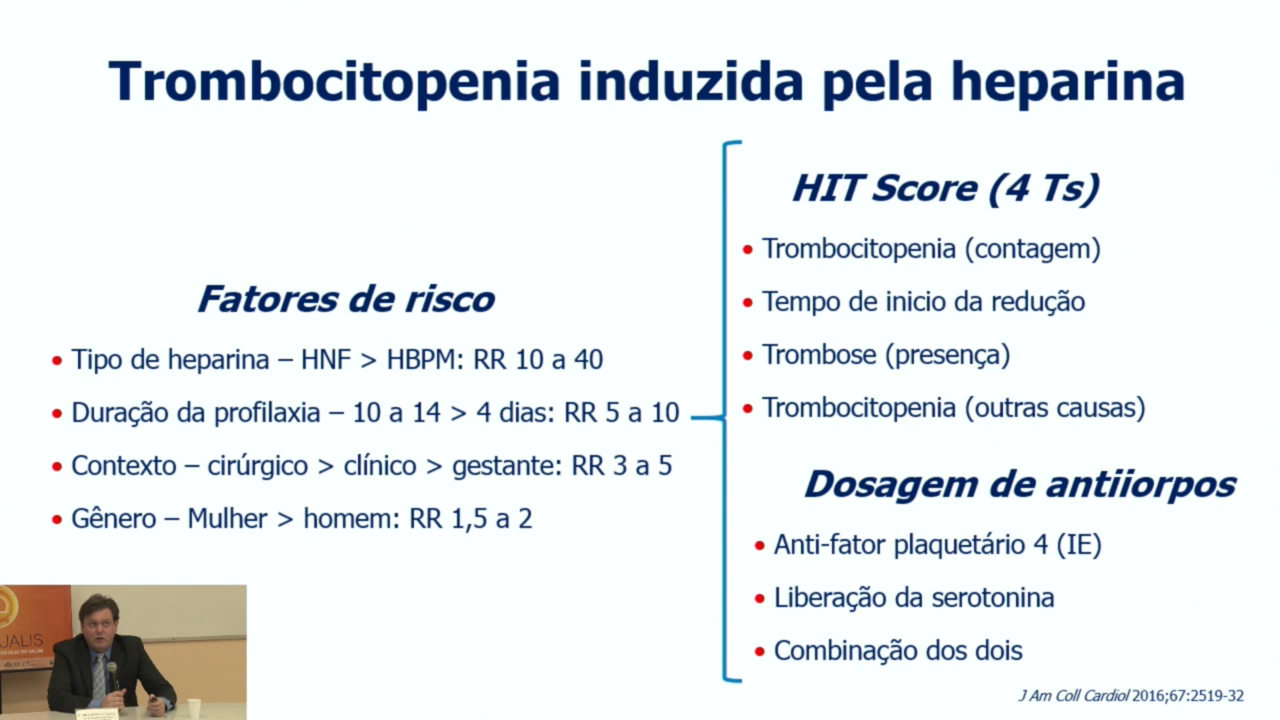 Trombocitopenia induzida pela heparina
Fatores de risco
• Tipo de heparina – HNF > HBPM: RR 10 a 40
• Duração da profilaxia – 10 a 14 > 4 dias: RR 5 a 10
• Contexto – cirúrgico > clínico > gestante: RR 3 a 5
• Gênero – Mulher > homem: RR 1,5 a 2
HIT Score (4 Ts)
• Trombocitopenia (contagem)
• Tempo de inicio da redução
• Trombose (presença)
• Trombocitopenia (outras causas)
Dosagem de antiiorpos
• Anti-fator plaquetário 4 (IE)
• Liberação da serotonina
• Combinação dos dois
J Am Coll Cardiol 2016;67:2519-32